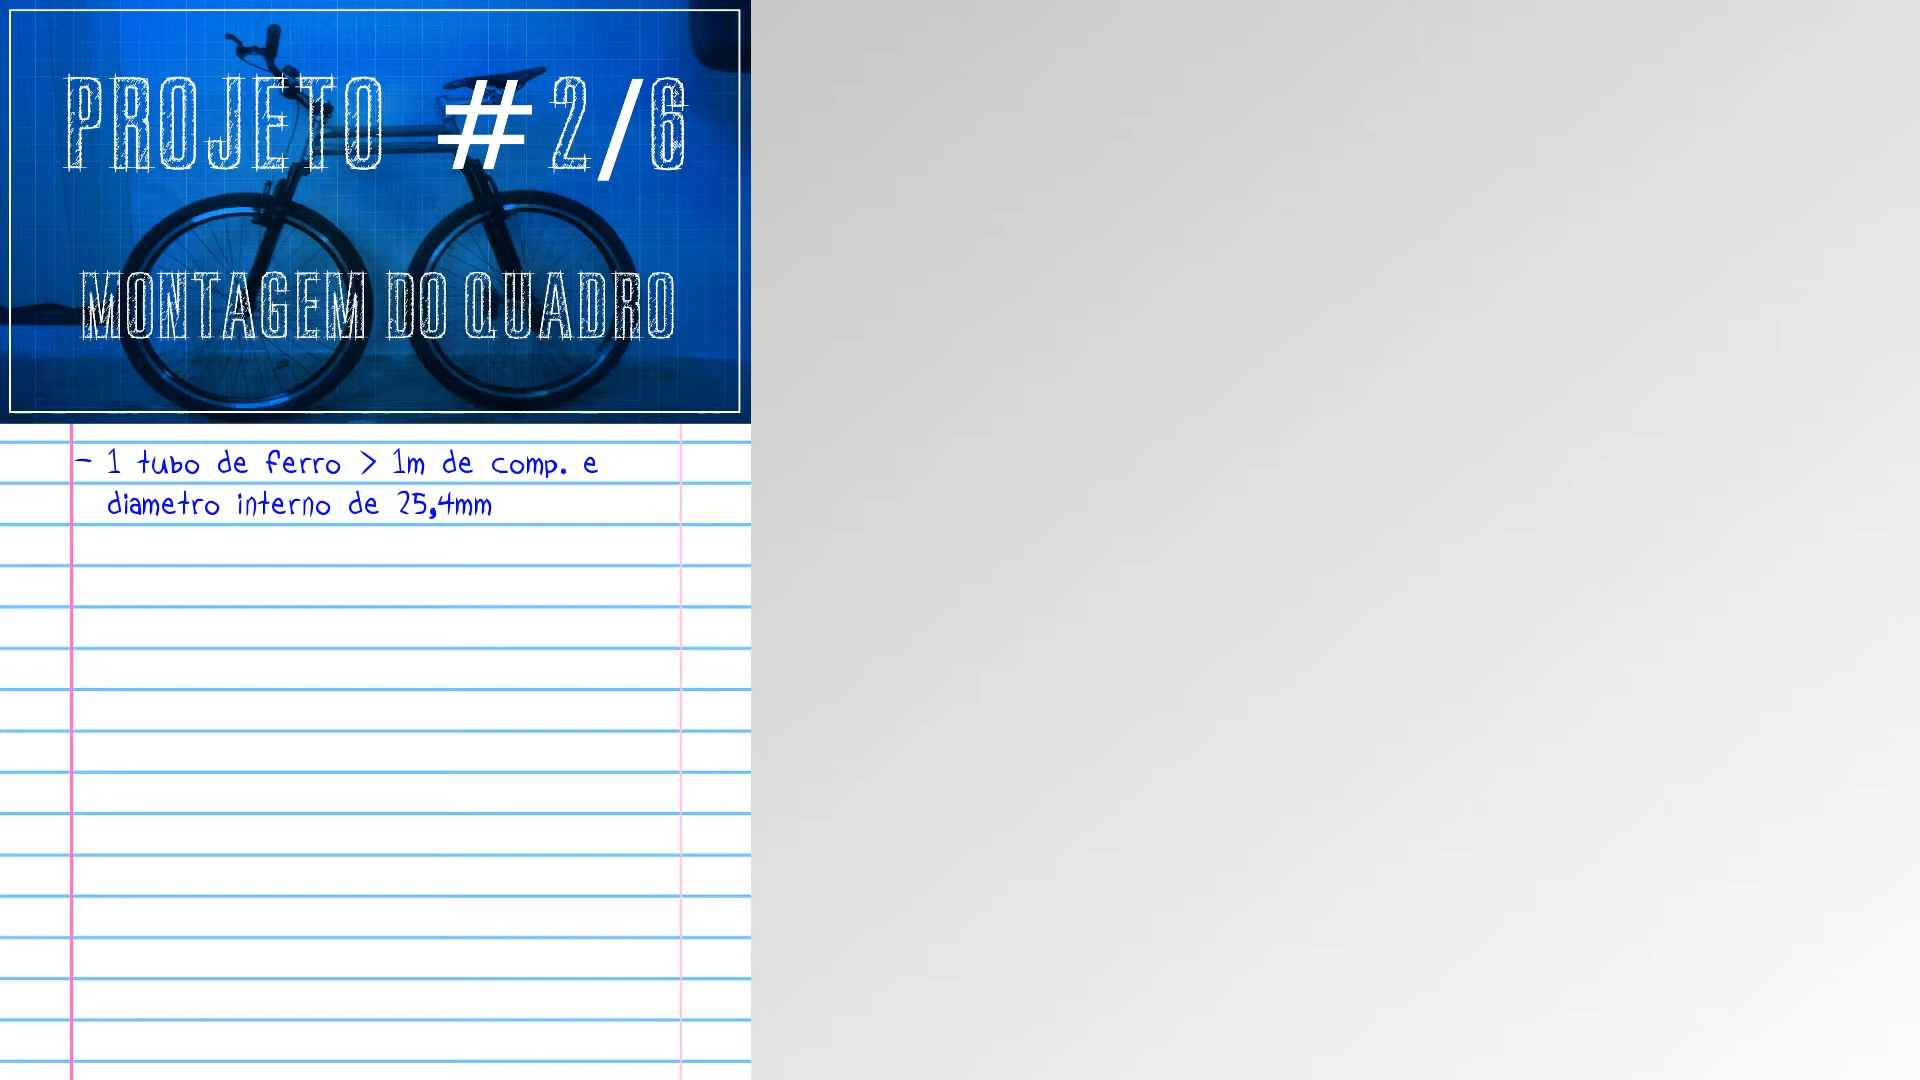 PROJETO #2/6
MONTAGEM DO QUADRO
- 1 tubo de ferro > 1m de comp. e
diametro interno de 25,4mm